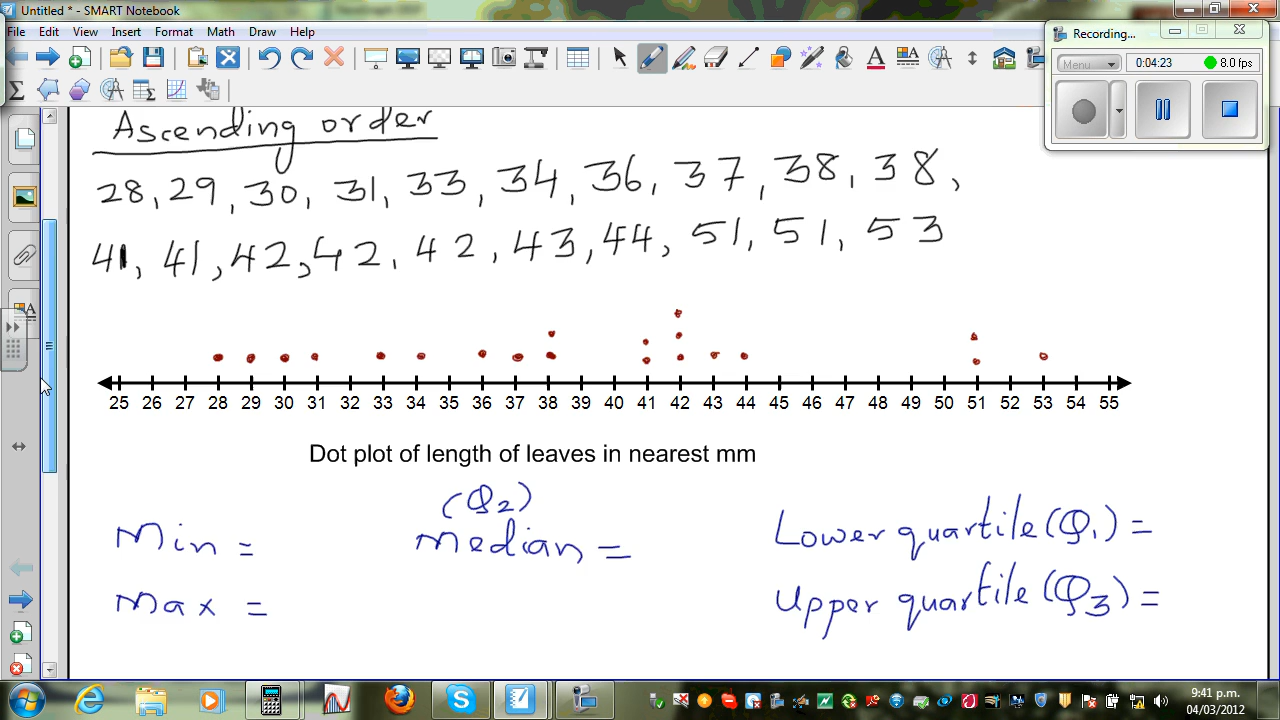 Untitled * - SMART Notebook
File Edit View Insert Format Math Draw Help
Recording...
Menu 0:04:23 8.0 fps
Ascending order
28, 29, 30, 31, 33, 34, 36, 37, 38, 38,
41, 41, 42, 42, 42, 43, 44, 51, 51, 53
25 26 27 28 29 30 31 32 33 34 35 36 37 38 39 40 41 42 43 44 45 46 47 48 49 50 51 52 53 54 55
Dot plot of length of leaves in nearest mm
(Q2)
Min = Median = Lower quartile (Q1) =
Max = Upper quartile (Q3) =
9:41 p.m.
04/03/2012